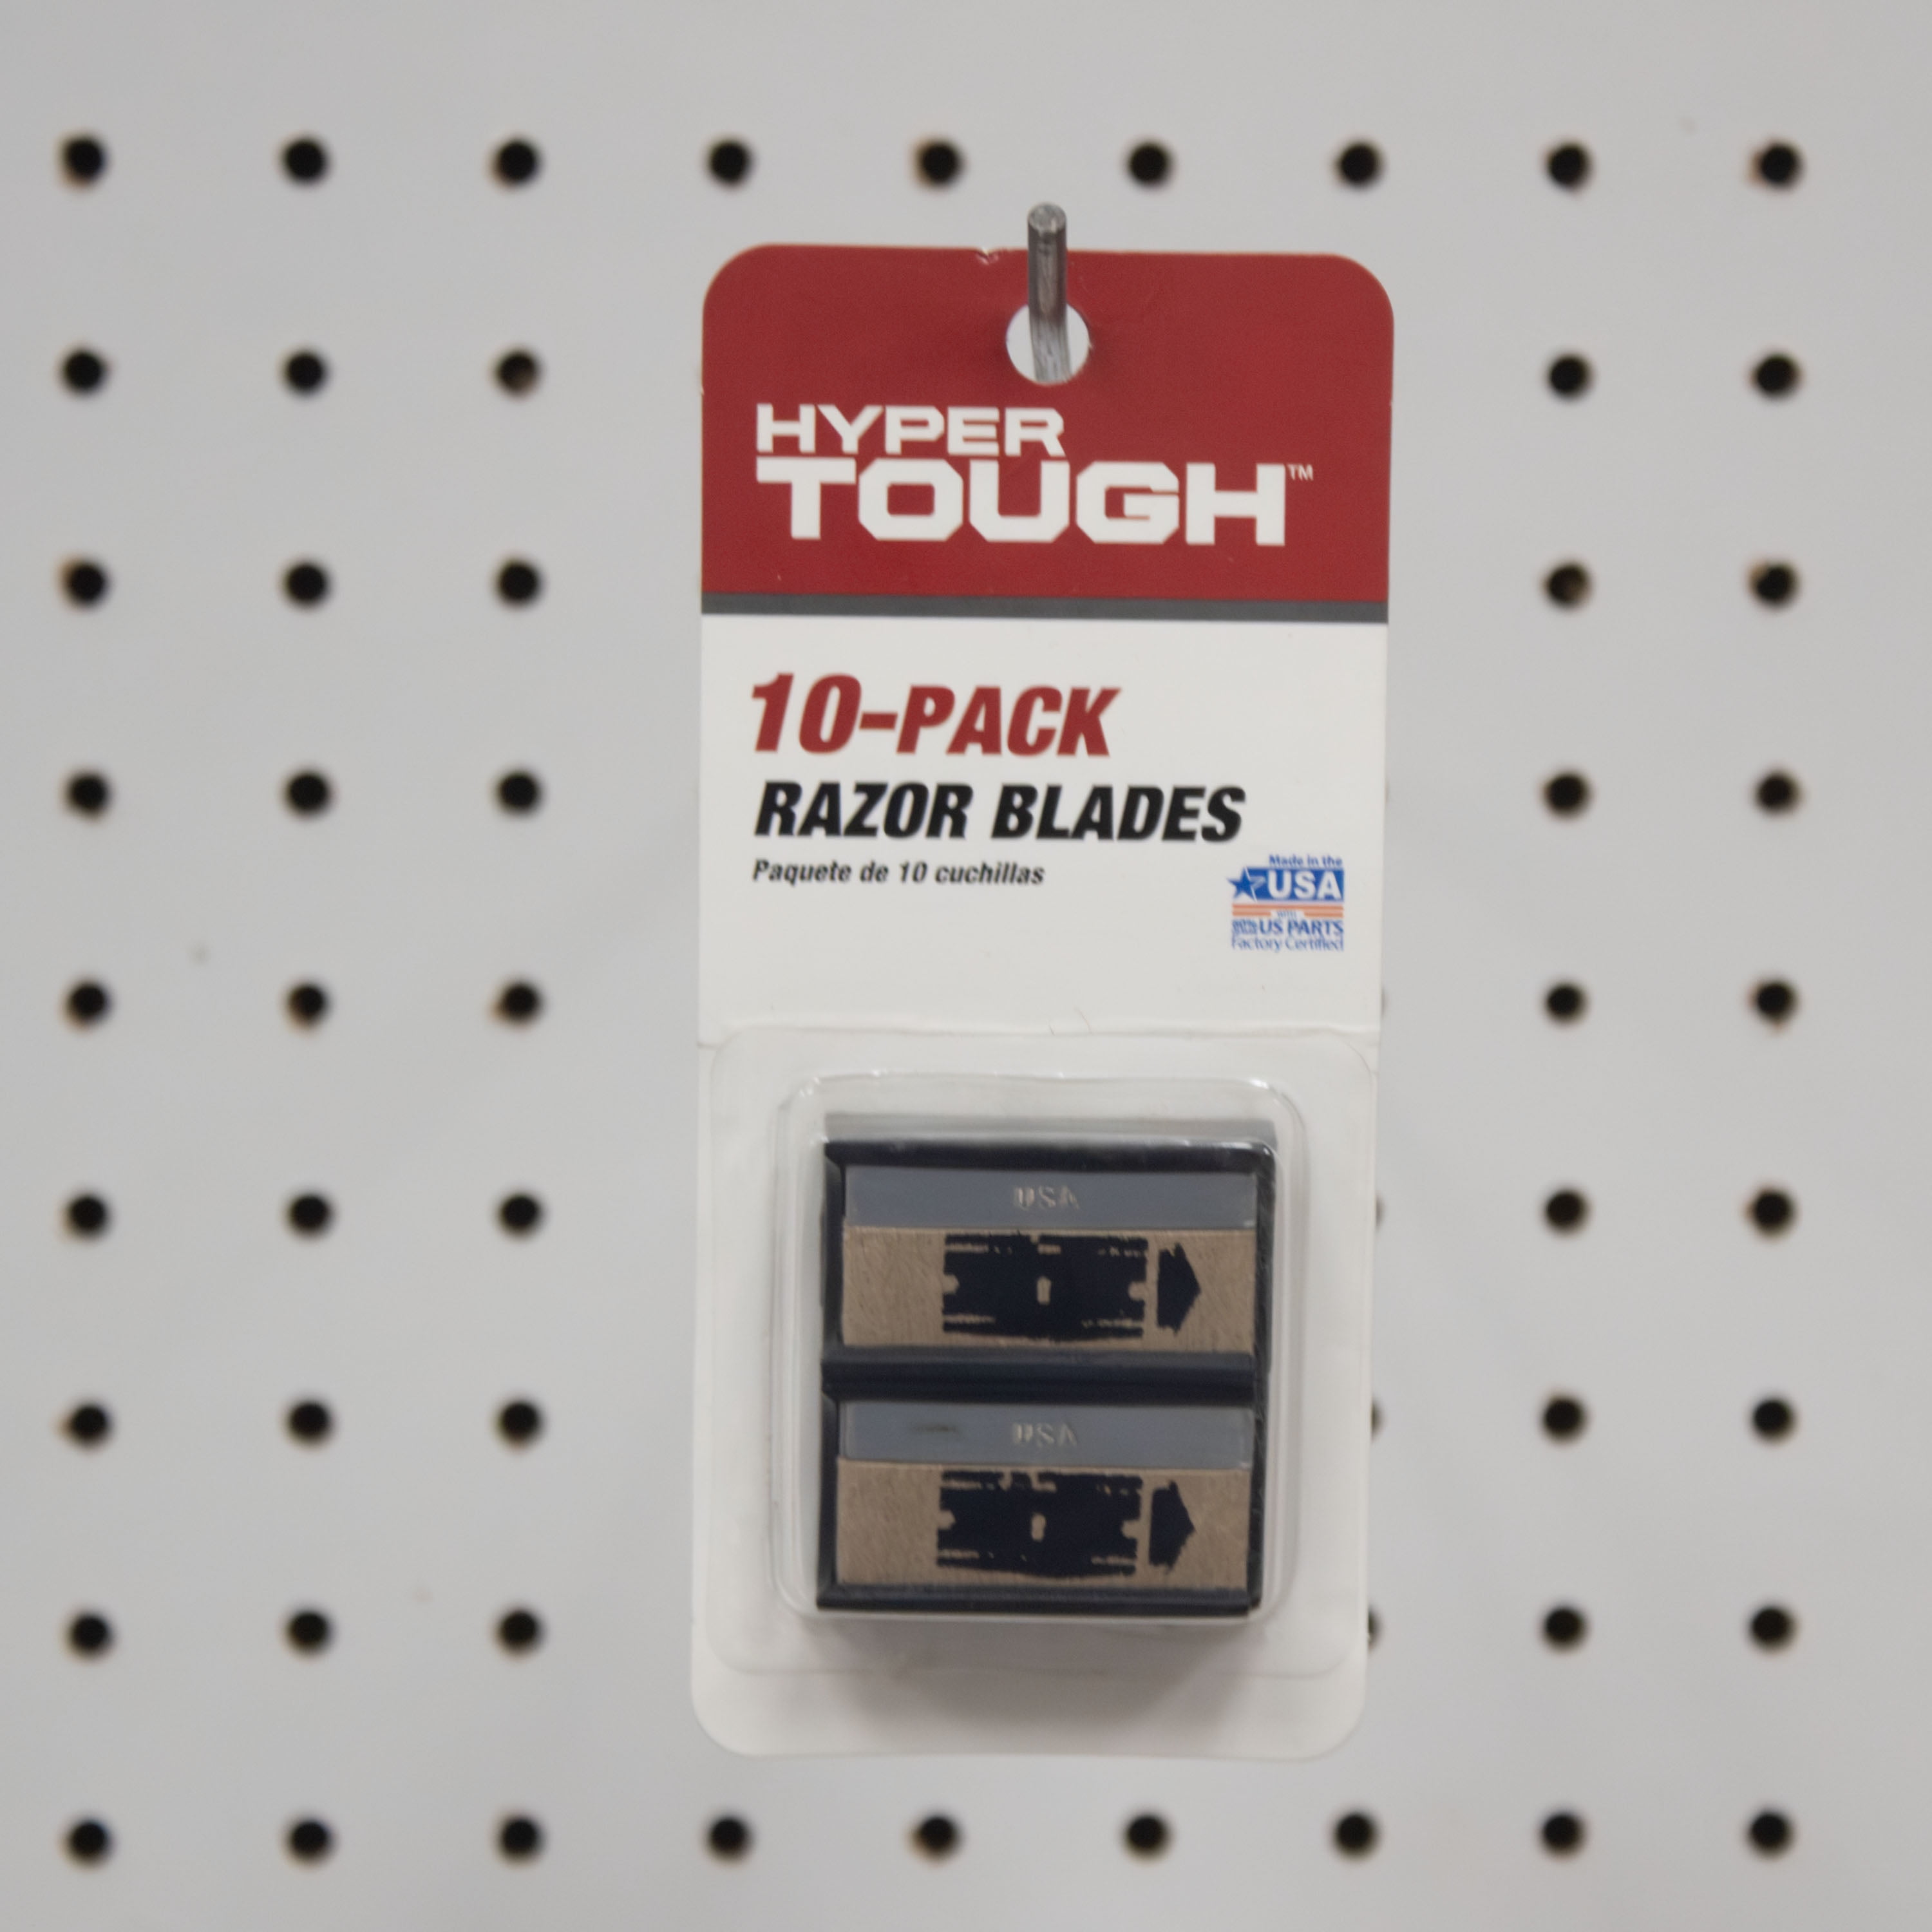 HYPER
TOUGH™
10-PACK
RAZOR BLADES
Paquete de 10 cuchillas
Made in the
USA
WITH
US PARTS
Factory Certified
USA
USA